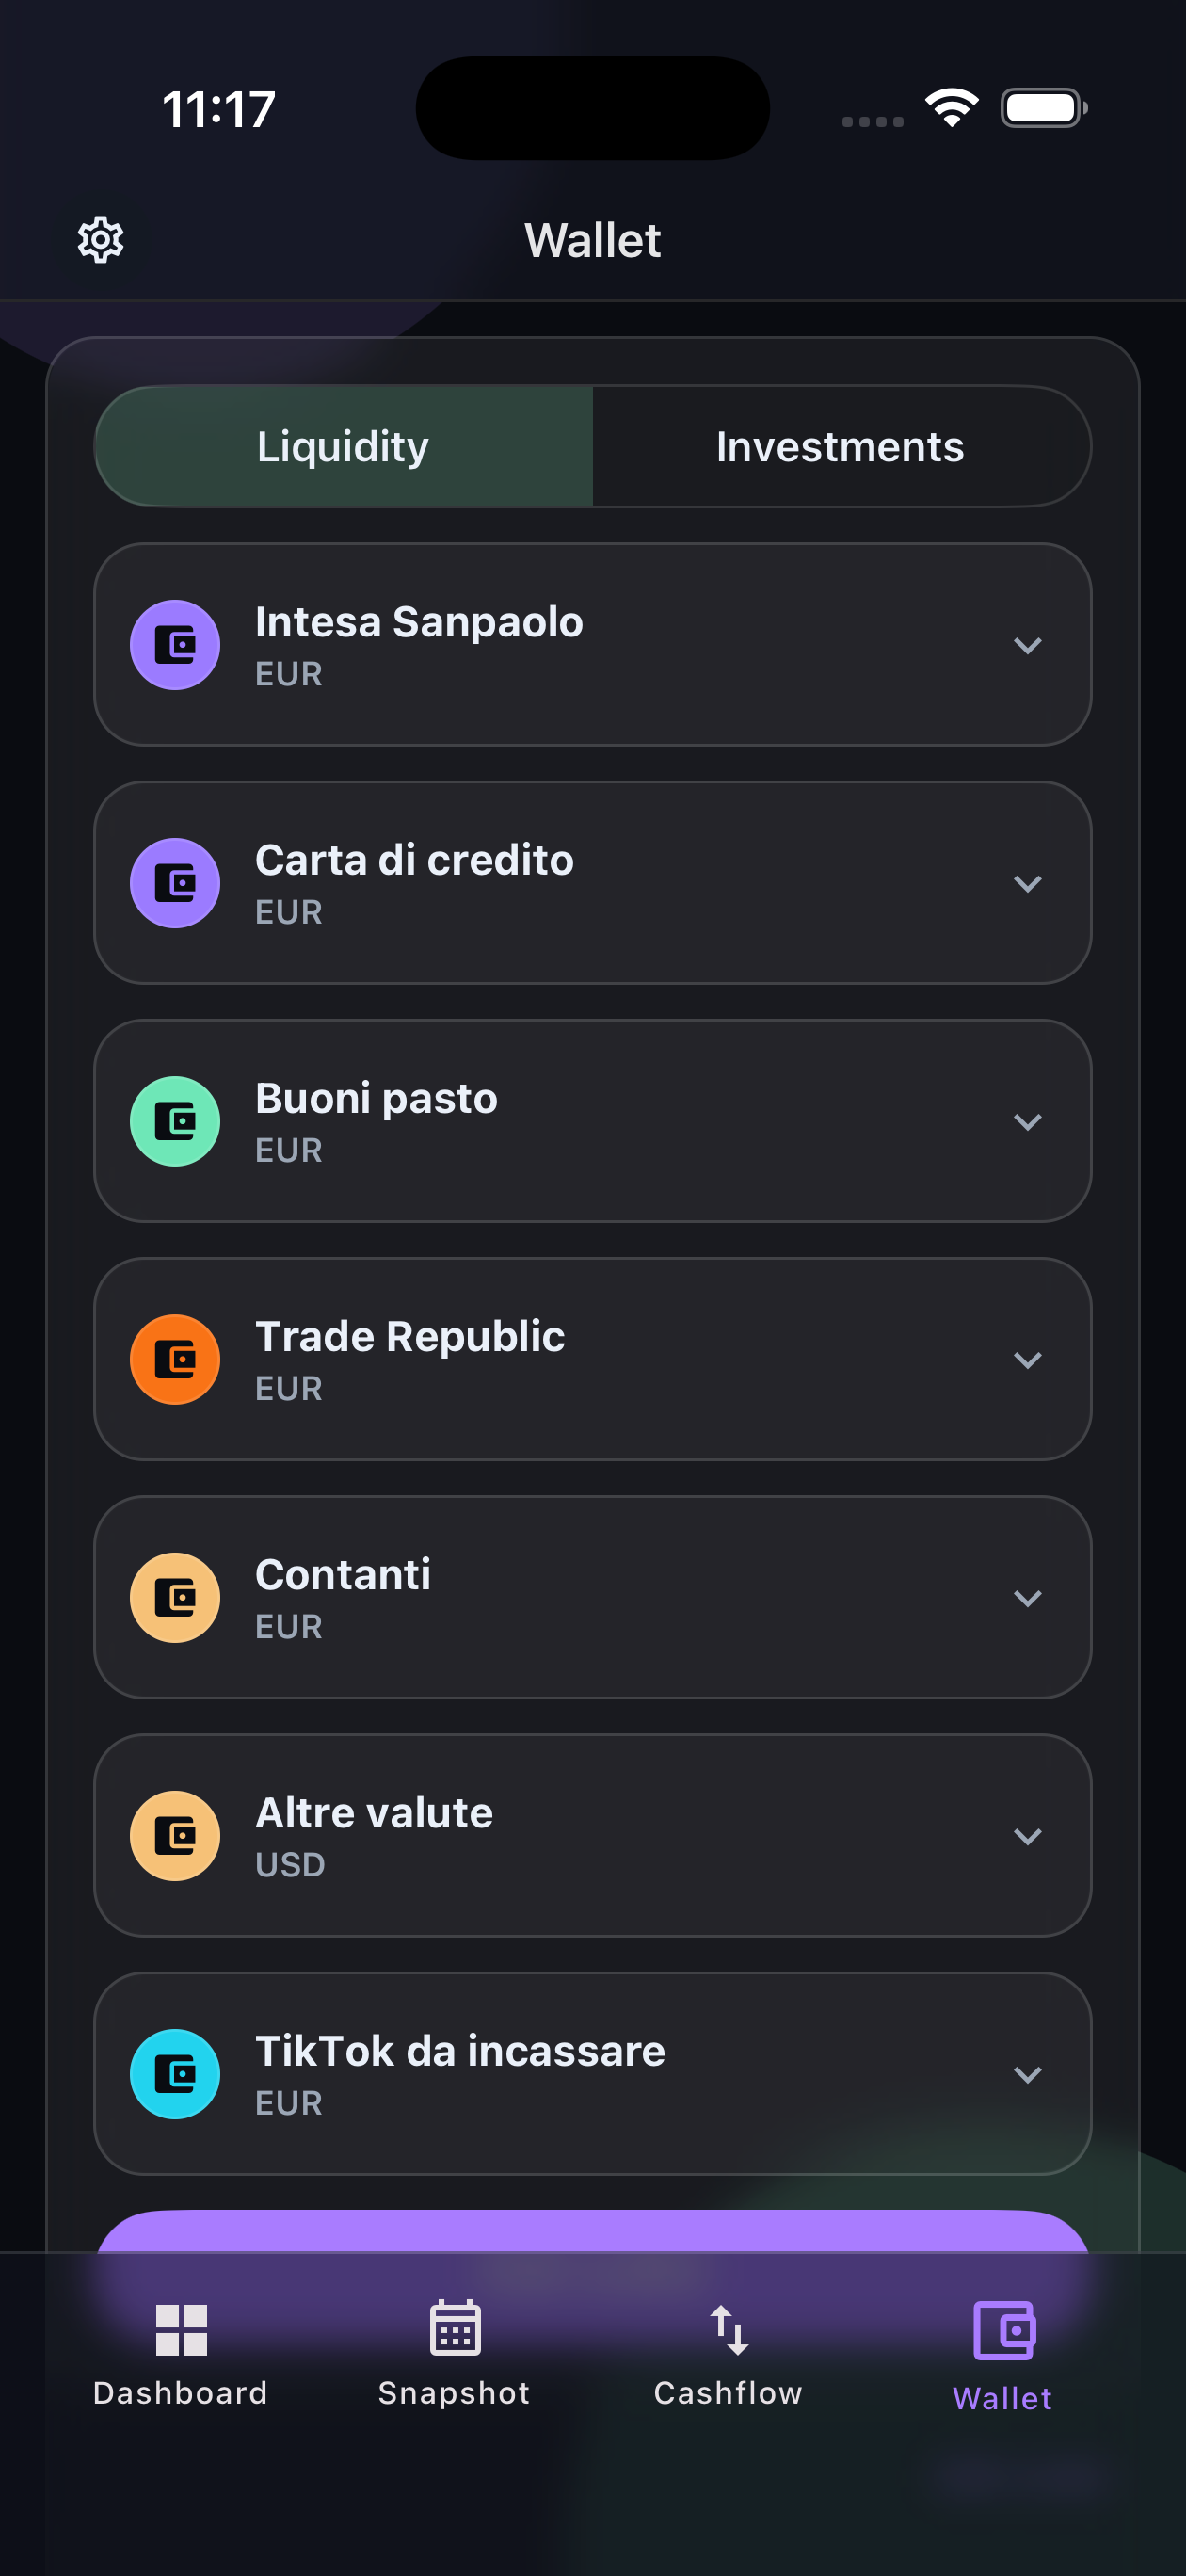 11:17
Wallet
Liquidity
Investments
Intesa Sanpaolo
EUR
Carta di credito
EUR
Buoni pasto
EUR
Trade Republic
EUR
Contanti
EUR
Altre valute
USD
TikTok da incassare
EUR
Dashboard
Snapshot
Cashflow
Wallet